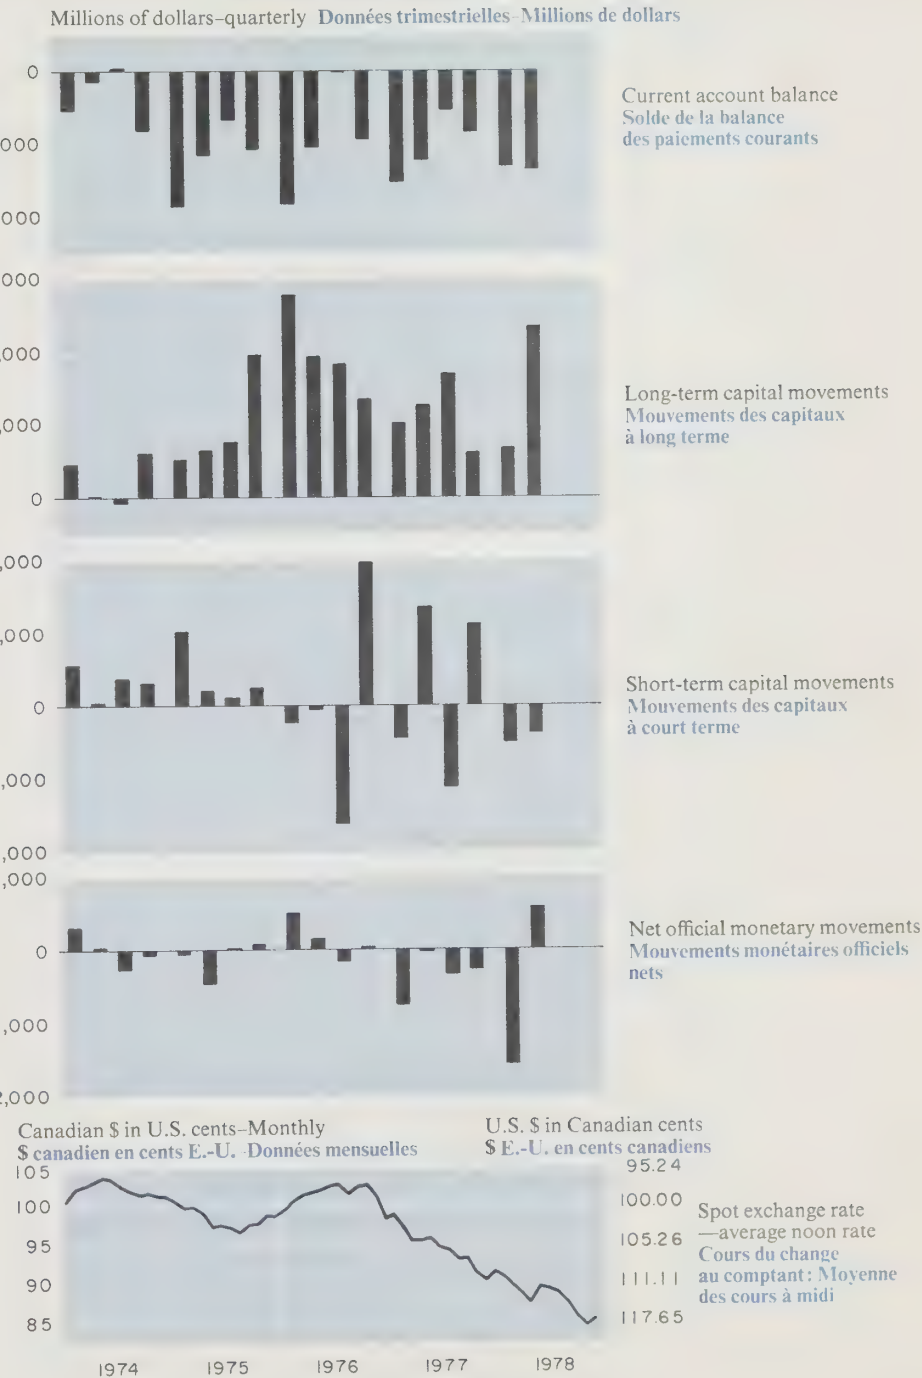 Millions of dollars–quarterly Données trimestrielles–Millions de dollars
0
000
000
Current account balance
Solde de la balance
des paiements courants
000
,000
,000
0
Long-term capital movements
Mouvements des capitaux
à long terme
,000
,000
0
,000
,000
Short-term capital movements
Mouvements des capitaux
à court terme
,000
0
,000
2,000
Net official monetary movements
Mouvements monétaires officiels
nets
Canadian $ in U.S. cents–Monthly
$ canadien en cents E.-U. Données mensuelles
U.S. $ in Canadian cents
$ E.-U. en cents canadiens
105
100
95
90
85
95.24
100.00
105.26
111.11
117.65
Spot exchange rate
—average noon rate
Cours du change
au comptant: Moyenne
des cours à midi
1974 1975 1976 1977 1978